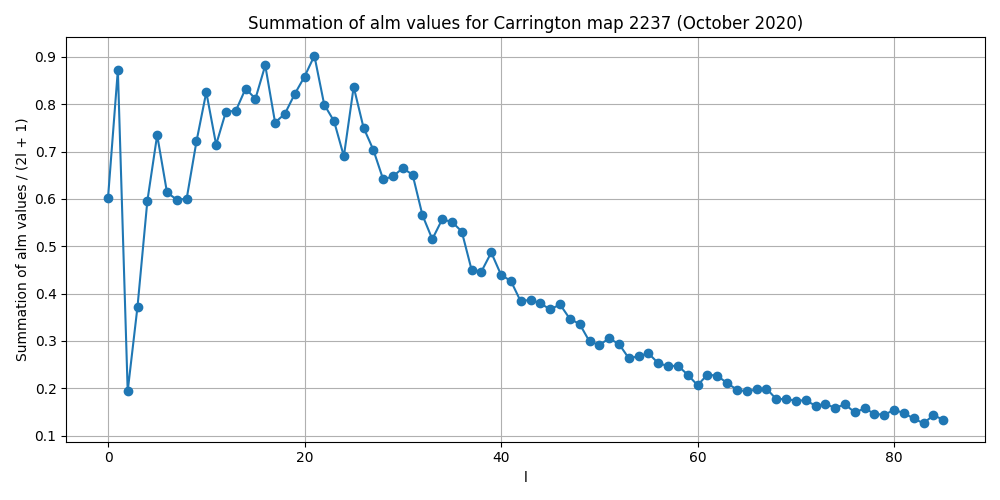 Summation of alm values for Carrington map 2237 (October 2020)
Summation of alm values / (2l + 1)
0.9
0.8
0.7
0.6
0.5
0.4
0.3
0.2
0.1
0 20 40 60 80
l